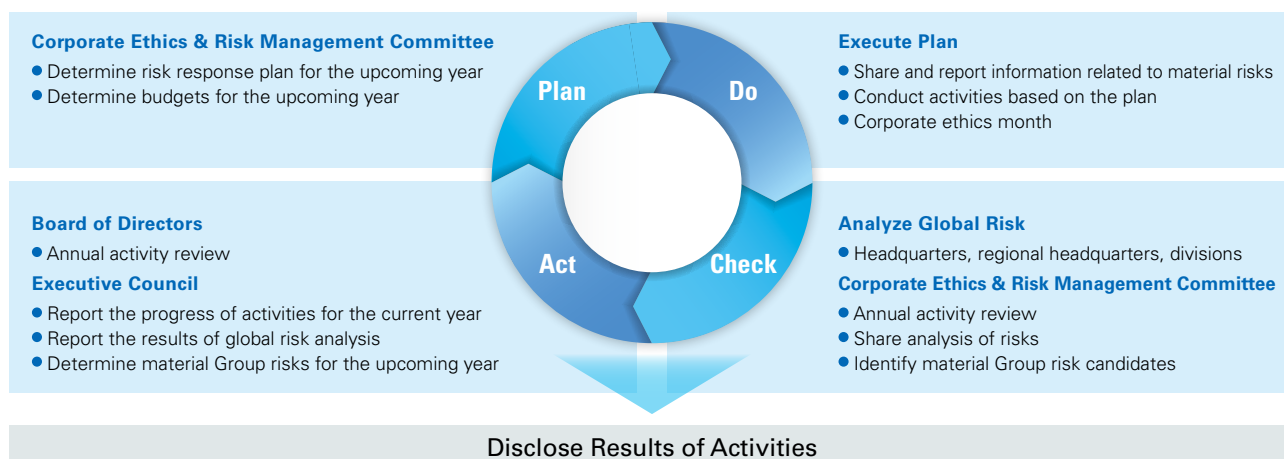 Corporate Ethics & Risk Management Committee
● Determine risk response plan for the upcoming year
● Determine budgets for the upcoming year
Plan
Do
Execute Plan
● Share and report information related to material risks
● Conduct activities based on the plan
● Corporate ethics month
Board of Directors
● Annual activity review
Executive Council
● Report the progress of activities for the current year
● Report the results of global risk analysis
● Determine material Group risks for the upcoming year
Act
Check
Analyze Global Risk
● Headquarters, regional headquarters, divisions
Corporate Ethics & Risk Management Committee
● Annual activity review
● Share analysis of risks
● Identify material Group risk candidates
Disclose Results of Activities